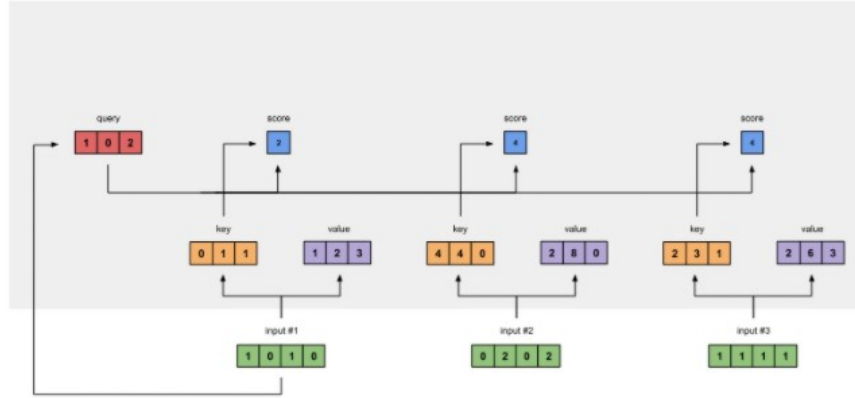 query score score score
1 0 2 2 4 4
key value key value key value
0 1 1 1 2 3 4 4 0 2 8 0 2 3 1 2 6 3
input #1 input #2 input #3
1 0 1 0 0 2 0 2 1 1 1 1